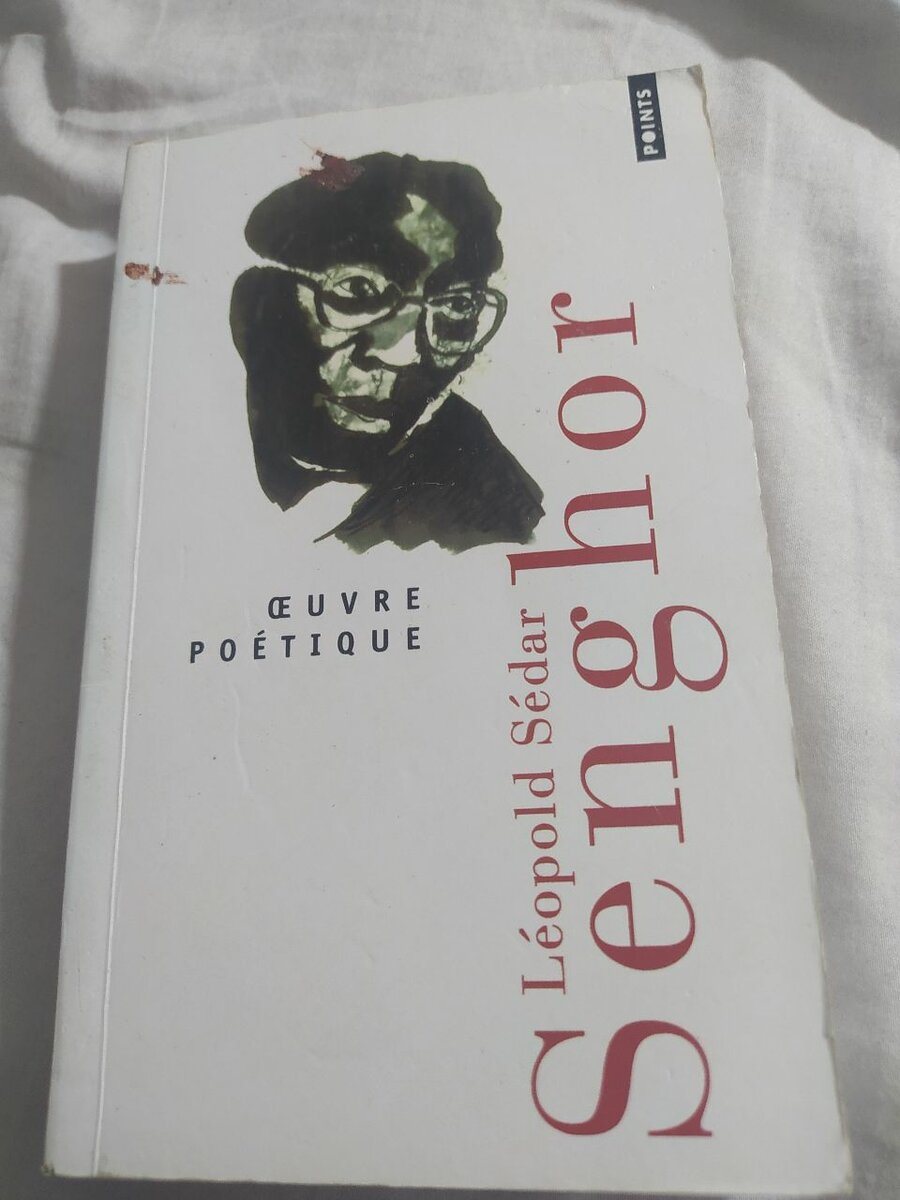 POINTS
ŒUVRE
POÉTIQUE
Léopold Sédar
Senghor